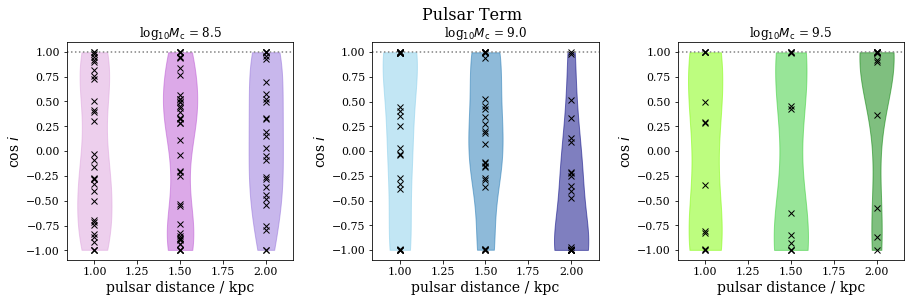 Pulsar Term
log₁₀M_c = 8.5
log₁₀M_c = 9.0
log₁₀M_c = 9.5
cos i
1.00
0.75
0.50
0.25
0.00
−0.25
−0.50
−0.75
−1.00
1.00 1.25 1.50 1.75 2.00
pulsar distance / kpc
cos i
1.00
0.75
0.50
0.25
0.00
−0.25
−0.50
−0.75
−1.00
1.00 1.25 1.50 1.75 2.00
pulsar distance / kpc
cos i
1.00
0.75
0.50
0.25
0.00
−0.25
−0.50
−0.75
−1.00
1.00 1.25 1.50 1.75 2.00
pulsar distance / kpc